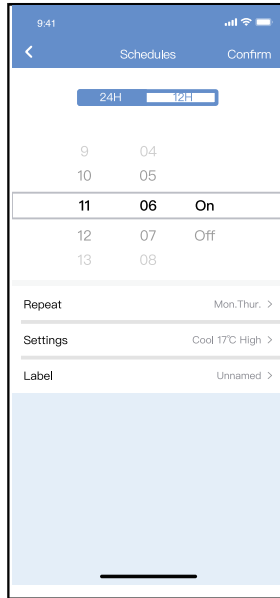 9:41
Schedules Confirm
24H 12H
9 04
10 05
11 06 On
12 07 Off
13 08
Repeat Mon.Thur. >
Settings Cool 17℃ High >
Label Unnamed >